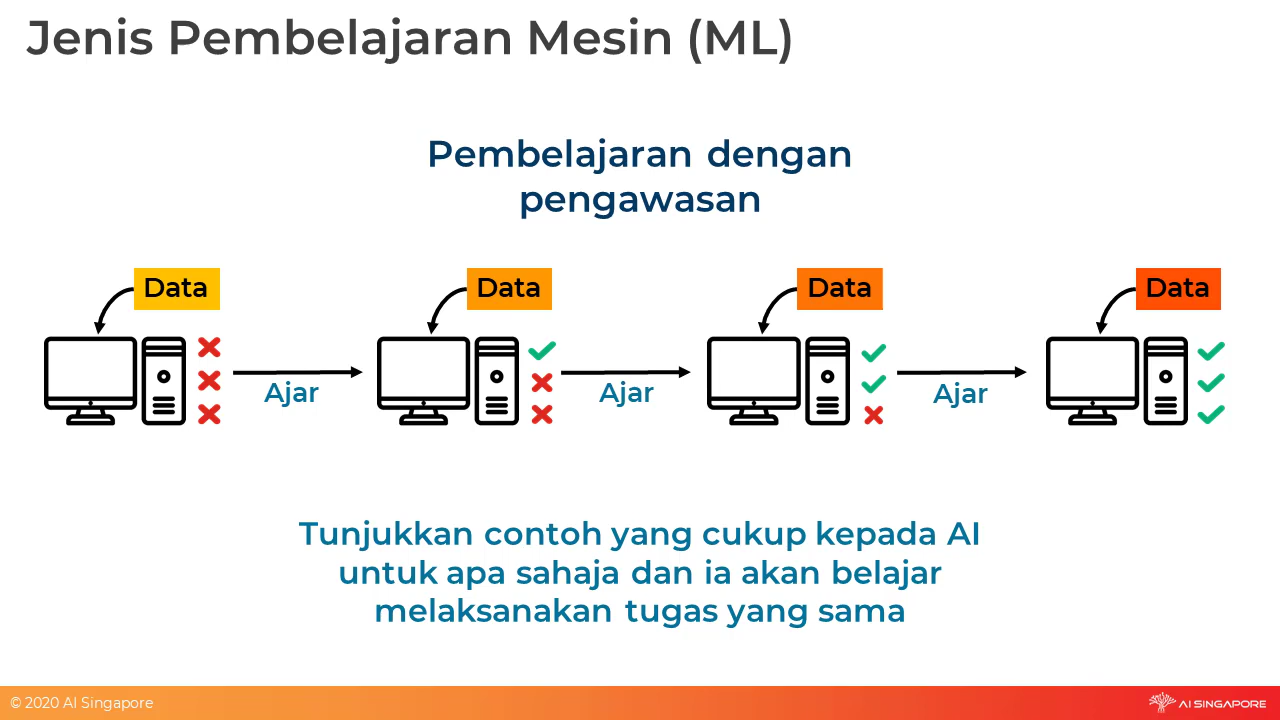 Jenis Pembelajaran Mesin (ML)
Pembelajaran dengan
pengawasan
Data
Data
Data
Data
Ajar
Ajar
Ajar
Tunjukkan contoh yang cukup kepada AI
untuk apa sahaja dan ia akan belajar
melaksanakan tugas yang sama
© 2020 AI Singapore
AI SINGAPORE